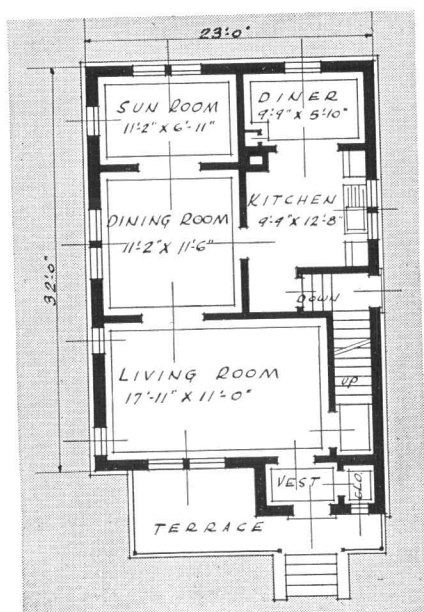 23'-0"
SUN ROOM
11'-2" X 6'-11"
DINER
9'-9" X 5'-10"
KITCHEN
9'-9" X 12'-8"
DINING ROOM
11'-2" X 11'-6"
32'-0"
DOWN
LIVING ROOM
17'-11" X 11'-0"
UP
VEST
CLO.
TERRACE